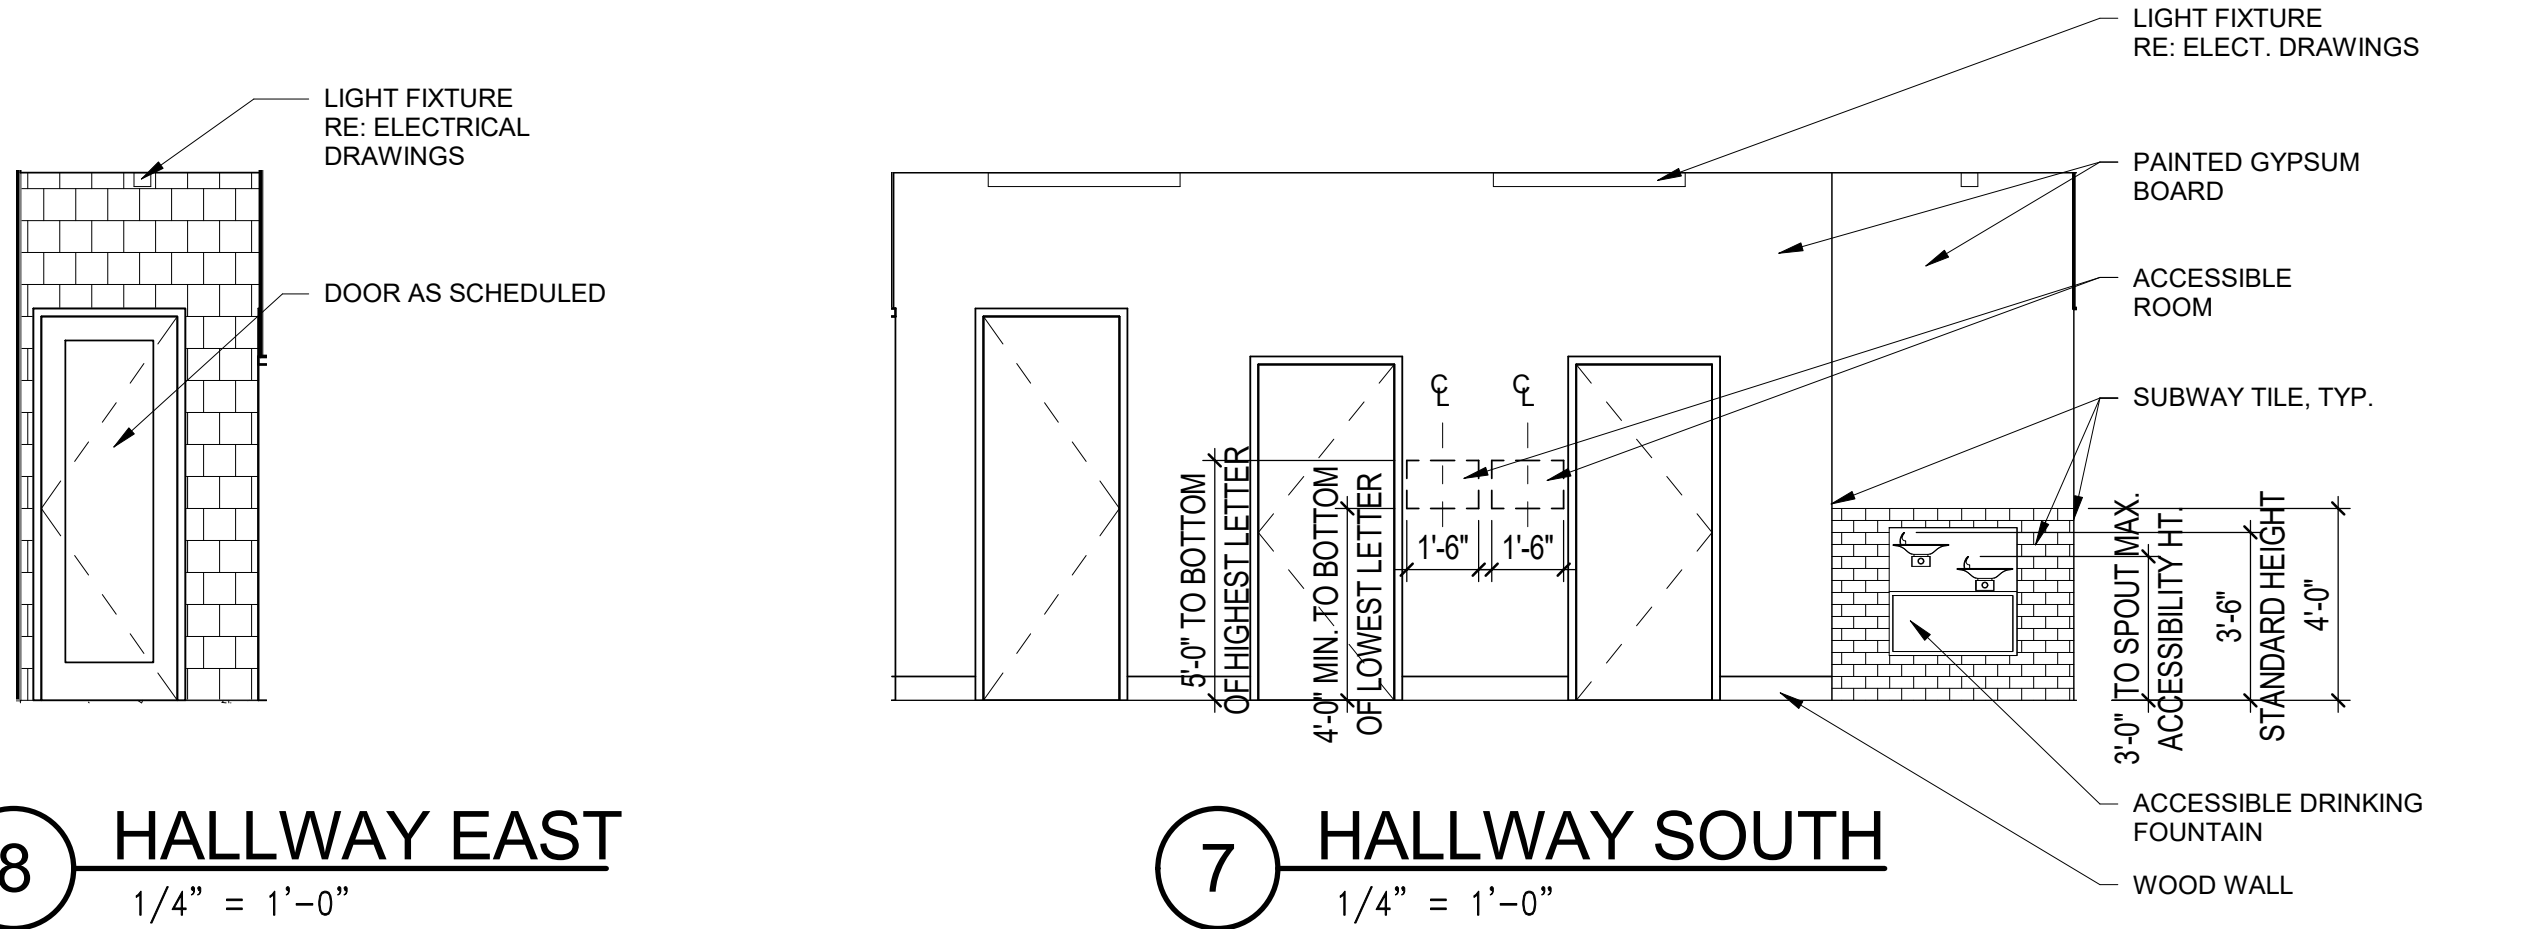 LIGHT FIXTURE
RE: ELECTRICAL
DRAWINGS
DOOR AS SCHEDULED
8
HALLWAY EAST
1/4” = 1’-0”
LIGHT FIXTURE
RE: ELECT. DRAWINGS
PAINTED GYPSUM
BOARD
ACCESSIBLE
ROOM
SUBWAY TILE, TYP.
℄
℄
5'-0" TO BOTTOM
OF HIGHEST LETTER
4'-0" MIN. TO BOTTOM
OF LOWEST LETTER
1'-6"
1'-6"
3'-0" TO SPOUT MAX.
ACCESSIBILITY HT.
3'-6"
STANDARD HEIGHT
4'-0"
ACCESSIBLE DRINKING
FOUNTAIN
WOOD WALL
7
HALLWAY SOUTH
1/4” = 1’-0”